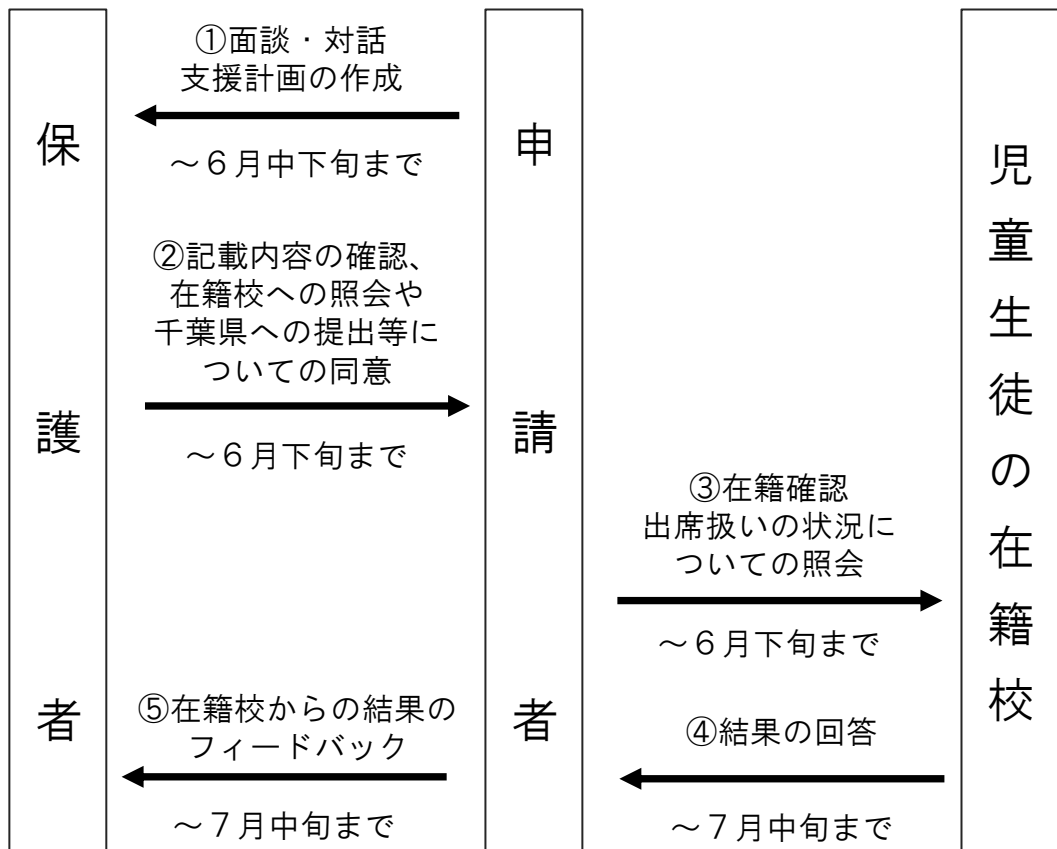 保護者
①面談・対話
支援計画の作成
～６月中下旬まで
②記載内容の確認、
在籍校への照会や
千葉県への提出等に
ついての同意
～６月下旬まで
申請者
③在籍確認
出席扱いの状況に
ついての照会
～６月下旬まで
④結果の回答
～７月中旬まで
⑤在籍校からの結果の
フィードバック
～７月中旬まで
児童生徒の在籍校